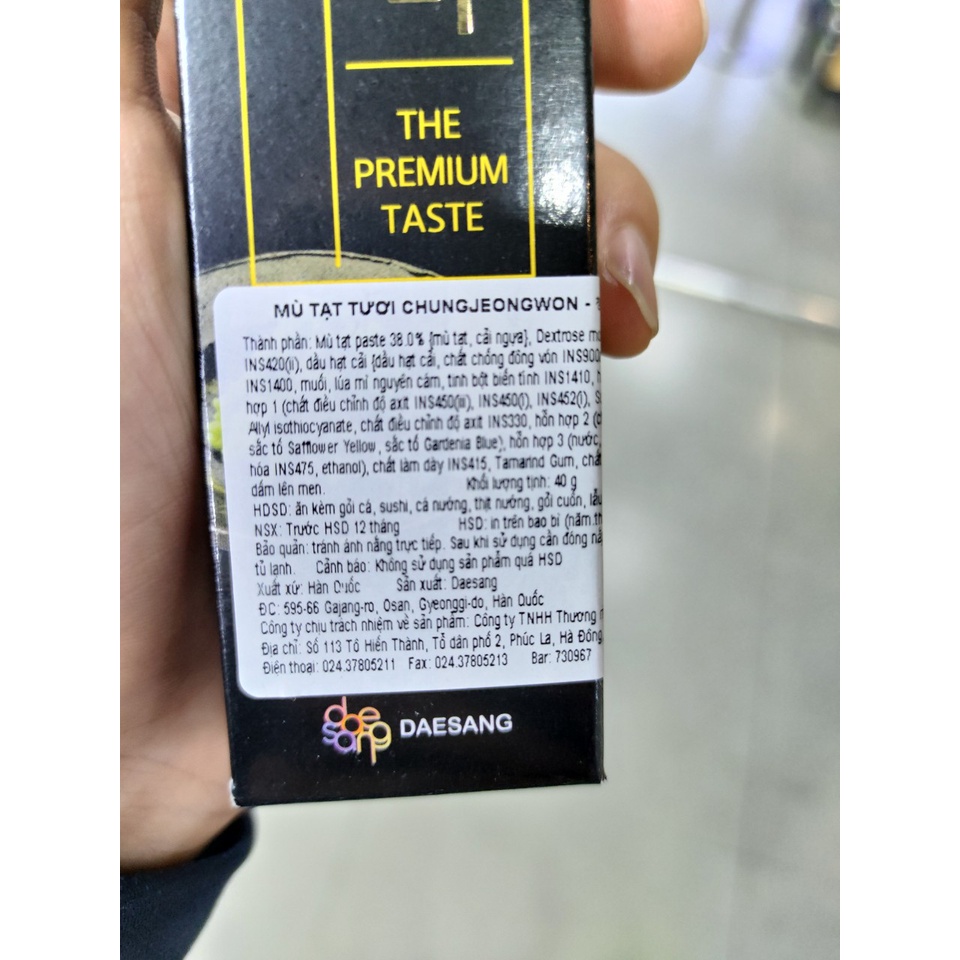 THE
PREMIUM
TASTE
MÙ TẠT TƯƠI CHUNGJEONGWON -
Thành phần: Mù tạt paste 38.0% {mù tạt, cải ngựa}, Dextrose
INS420(ii), dầu hạt cải {dầu hạt cải, chất chống đông vón INS900
INS1400, muối, lúa mì nguyên cám, tinh bột biến tính INS1410,
hợp 1 (chất điều chỉnh độ axit INS450(iii), INS450(i), INS452(i),
Allyl isothiocyanate, chất điều chỉnh độ axit INS330, hỗn hợp 2
sắc tố Safflower Yellow, sắc tố Gardenia Blue), hỗn hợp 3 (nước,
hóa INS475, ethanol), chất làm dày INS415, Tamarind Gum, chất
dấm lên men. Khối lượng tịnh: 40 g
HDSD: ăn kèm gỏi cá, sushi, cá nướng, thịt nướng, gỏi cuốn, lẩu
NSX: Trước HSD 12 tháng HSD: in trên bao bì (năm.
Bảo quản: tránh ánh nắng trực tiếp. Sau khi sử dụng cần đóng
tủ lạnh. Cảnh báo: Không sử dụng sản phẩm quá HSD
Xuất xứ: Hàn Quốc Sản xuất: Daesang
ĐC: 595-66 Gajang-ro, Osan, Gyeonggi-do, Hàn Quốc
Công ty chịu trách nhiệm về sản phẩm: Công ty TNHH Thương
Địa chỉ: Số 113 Tô Hiến Thành, Tổ dân phố 2, Phúc La, Hà Đông,
Điện thoại: 024.37805211 Fax: 024.37805213 Bar: 730967
daesang DAESANG